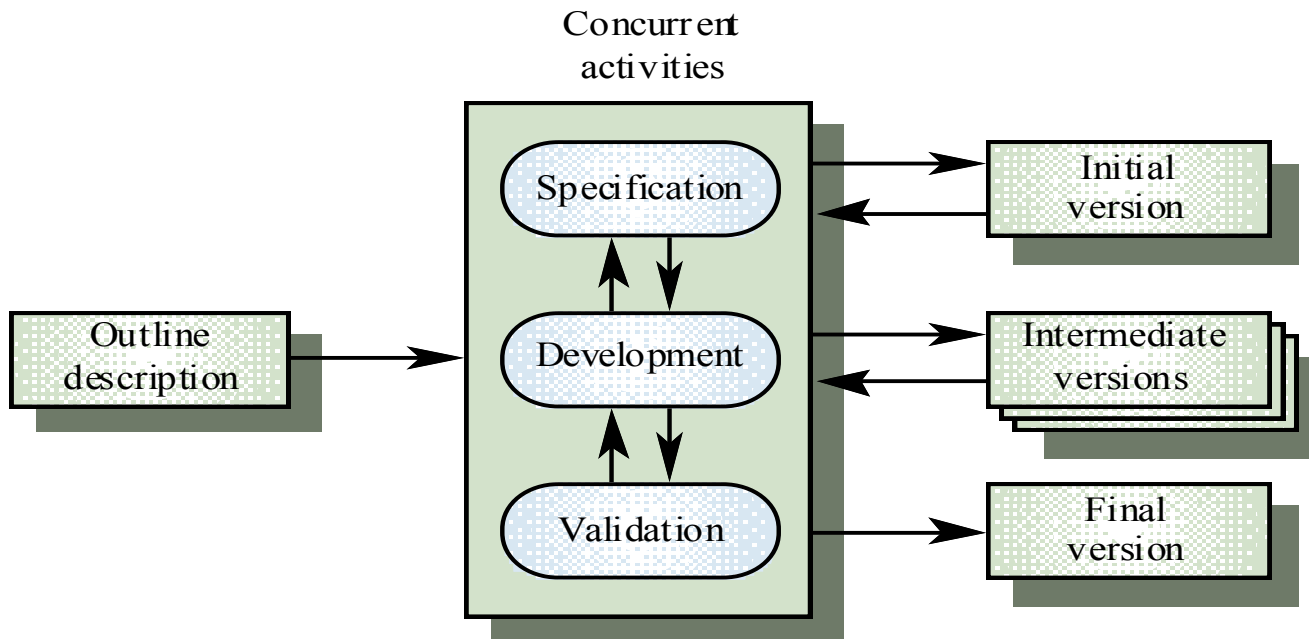 Concurrent
activities
Specification
Initial
version
Outline
description
Development
Intermediate
versions
Validation
Final
version